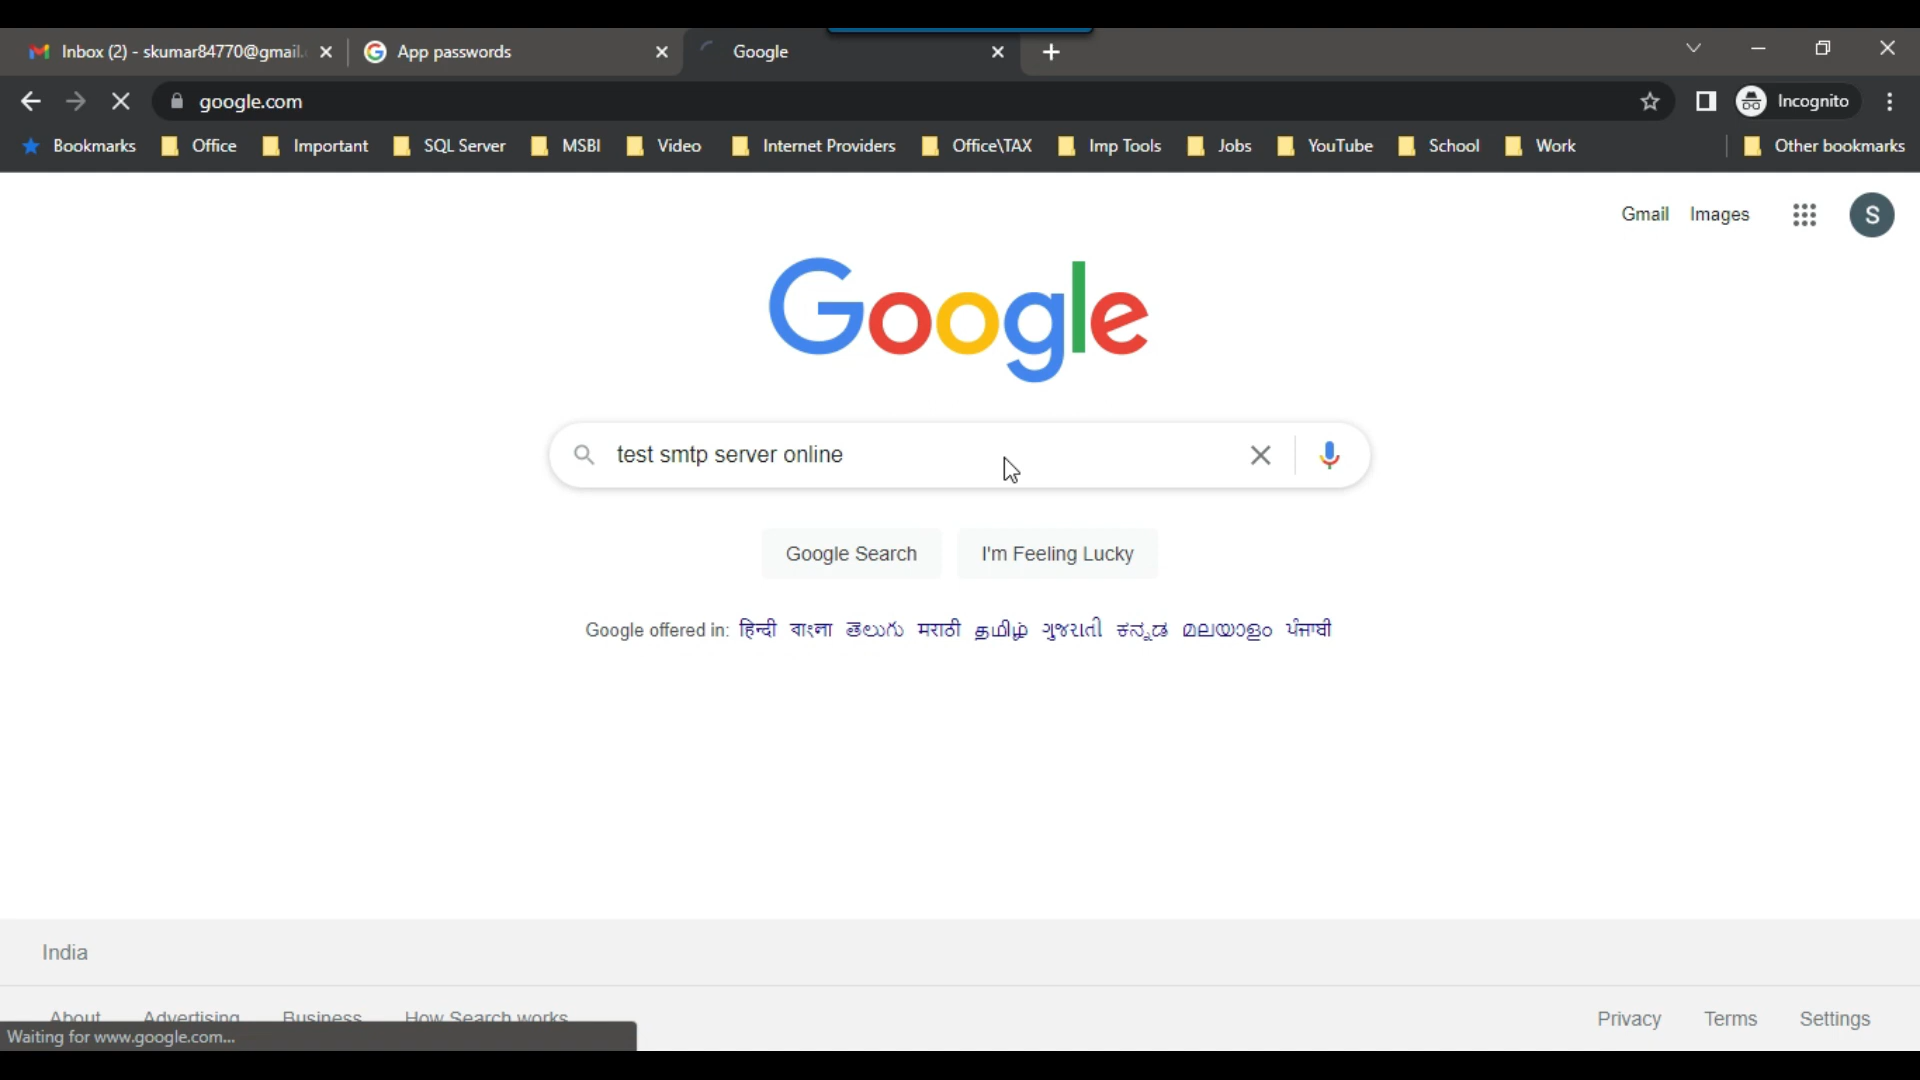 Inbox (2) - skumar84770@gmail. App passwords Google
google.com Incognito
Bookmarks Office Important SQL Server MSBI Video Internet Providers Office\TAX Imp Tools Jobs YouTube School Work Other bookmarks
Gmail Images S
Google
test smtp server online
Google Search I'm Feeling Lucky
Google offered in: हिन्दी বাংলা తెలుగు मराठी தமிழ் ગુજરાતી ಕನ್ನಡ മലയാളം ਪੰਜਾਬੀ
India
About Advertising Business How Search works Privacy Terms Settings
Waiting for www.google.com...